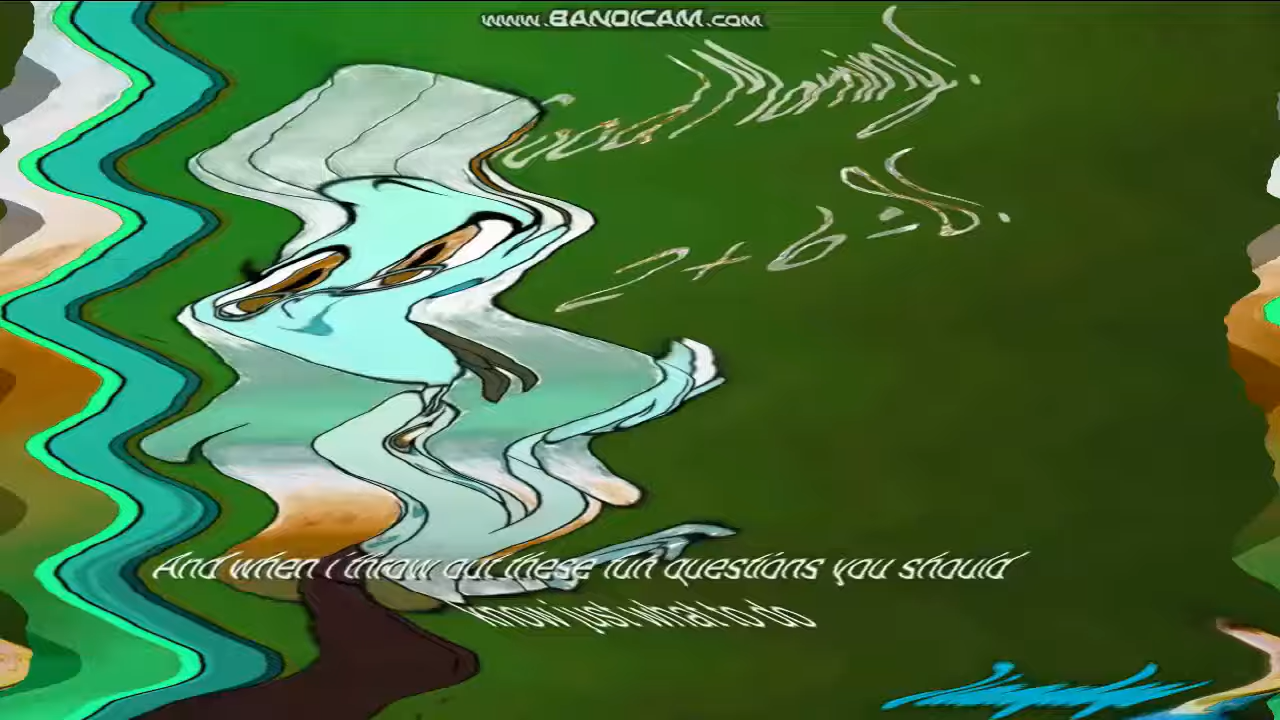 www.BANDICAM.com
Good Morning!
2 + 6 = 8
And when i throw out these fun questions you should
know just what to do